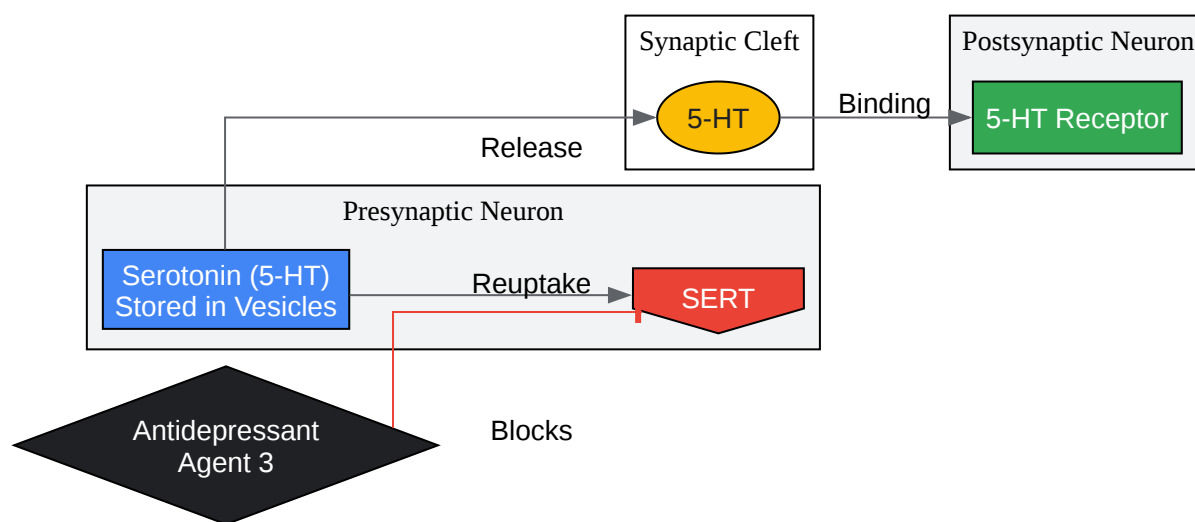 Synaptic Cleft
Postsynaptic Neuron
5-HT
Binding
5-HT Receptor
Release
Presynaptic Neuron
Serotonin (5-HT)
Stored in Vesicles
Reuptake
SERT
Antidepressant
Agent 3
Blocks